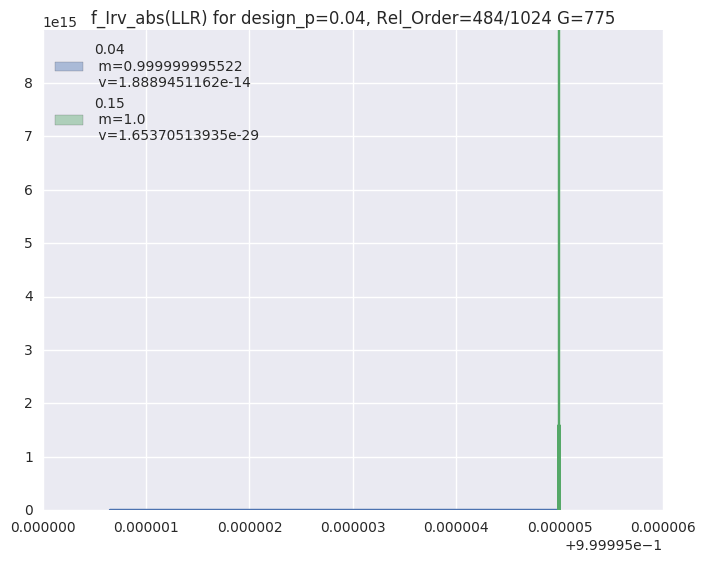 f_Irv_abs(LLR) for design_p=0.04, Rel_Order=484/1024 G=775
1e15
0.04
m=0.999999995522
v=1.8889451162e-14
0.15
m=1.0
v=1.65370513935e-29
8
7
6
5
4
3
2
1
0
0.000000 0.000001 0.000002 0.000003 0.000004 0.000005 0.000006
+9.99995e−1